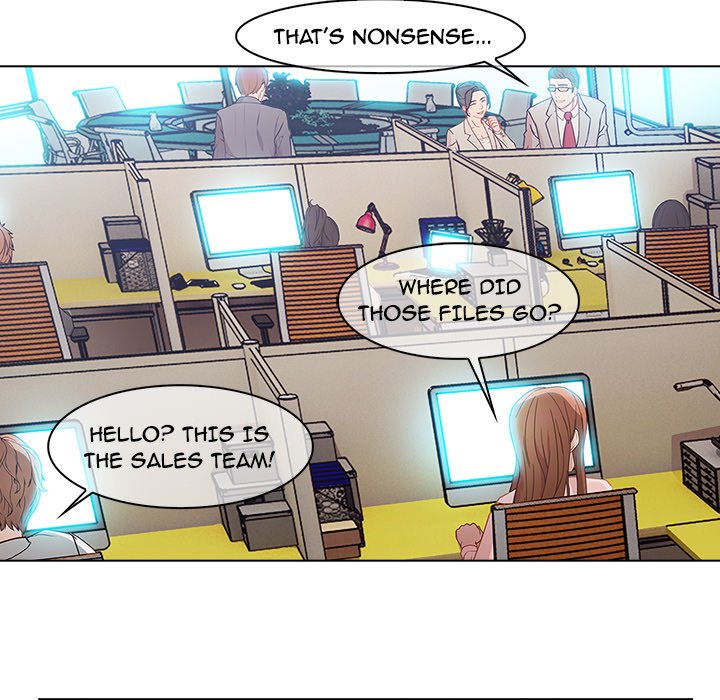 THAT'S NONSENSE...
WHERE DID
THOSE FILES GO?
HELLO? THIS IS
THE SALES TEAM!